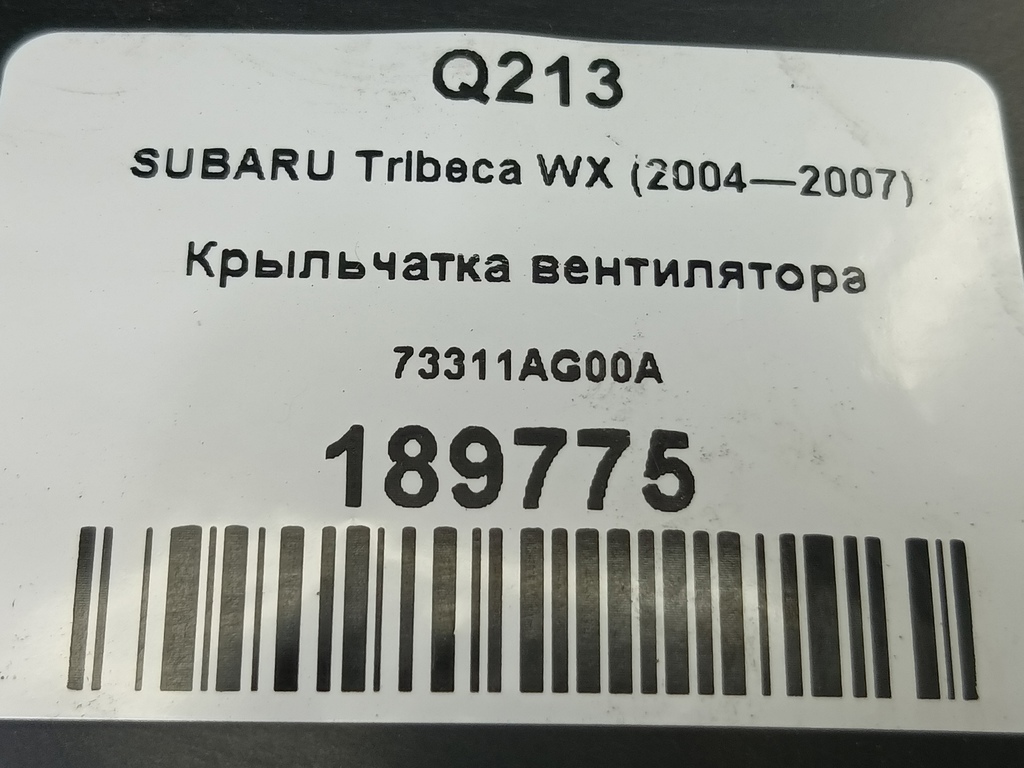 Q213
SUBARU Tribeca WX (2004—2007)
Крыльчатка вентилятора
73311AG00A
189775